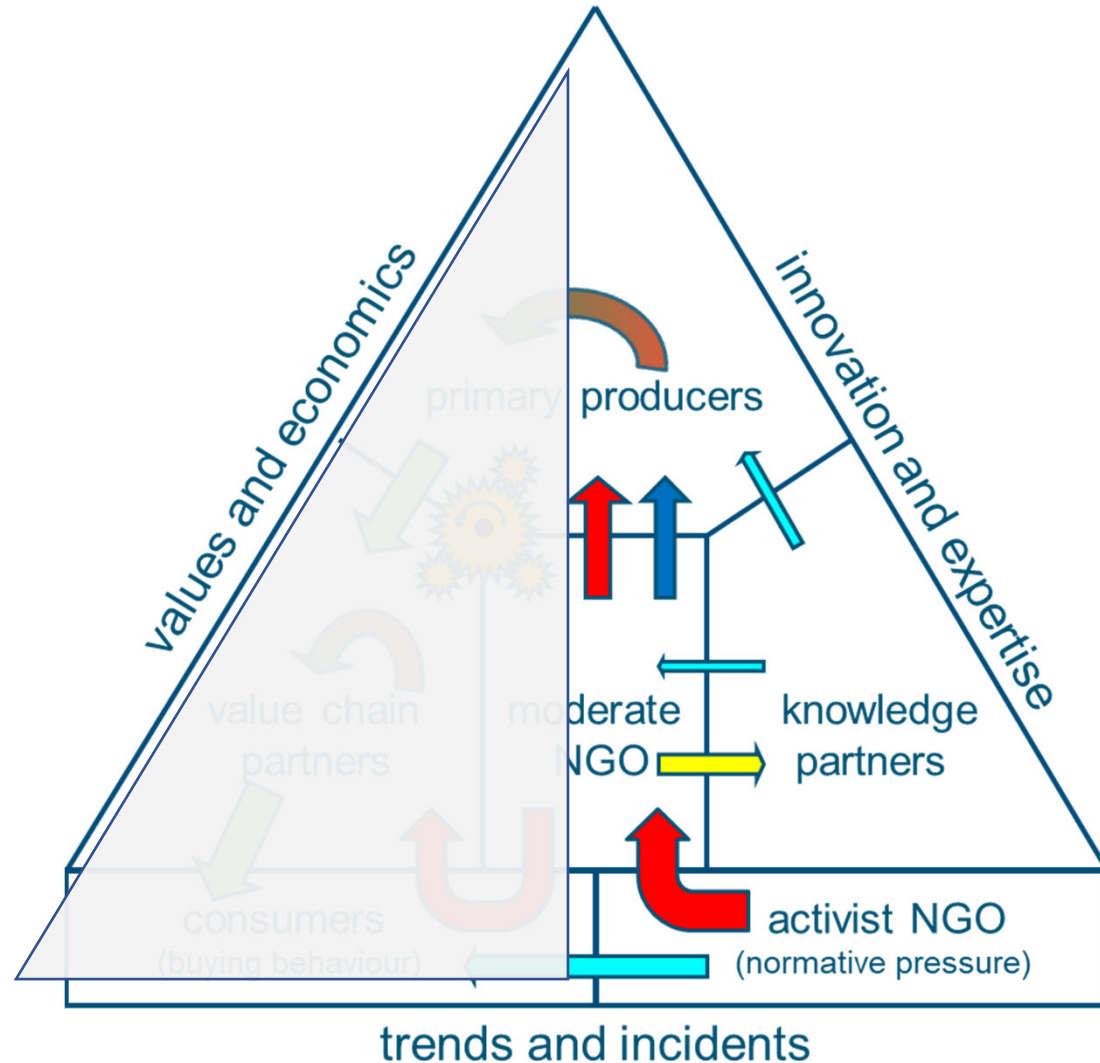 values and economics
innovation and expertise
primary producers
value chain
partners
moderate
NGO
knowledge
partners
consumers
(buying behaviour)
activist NGO
(normative pressure)
trends and incidents